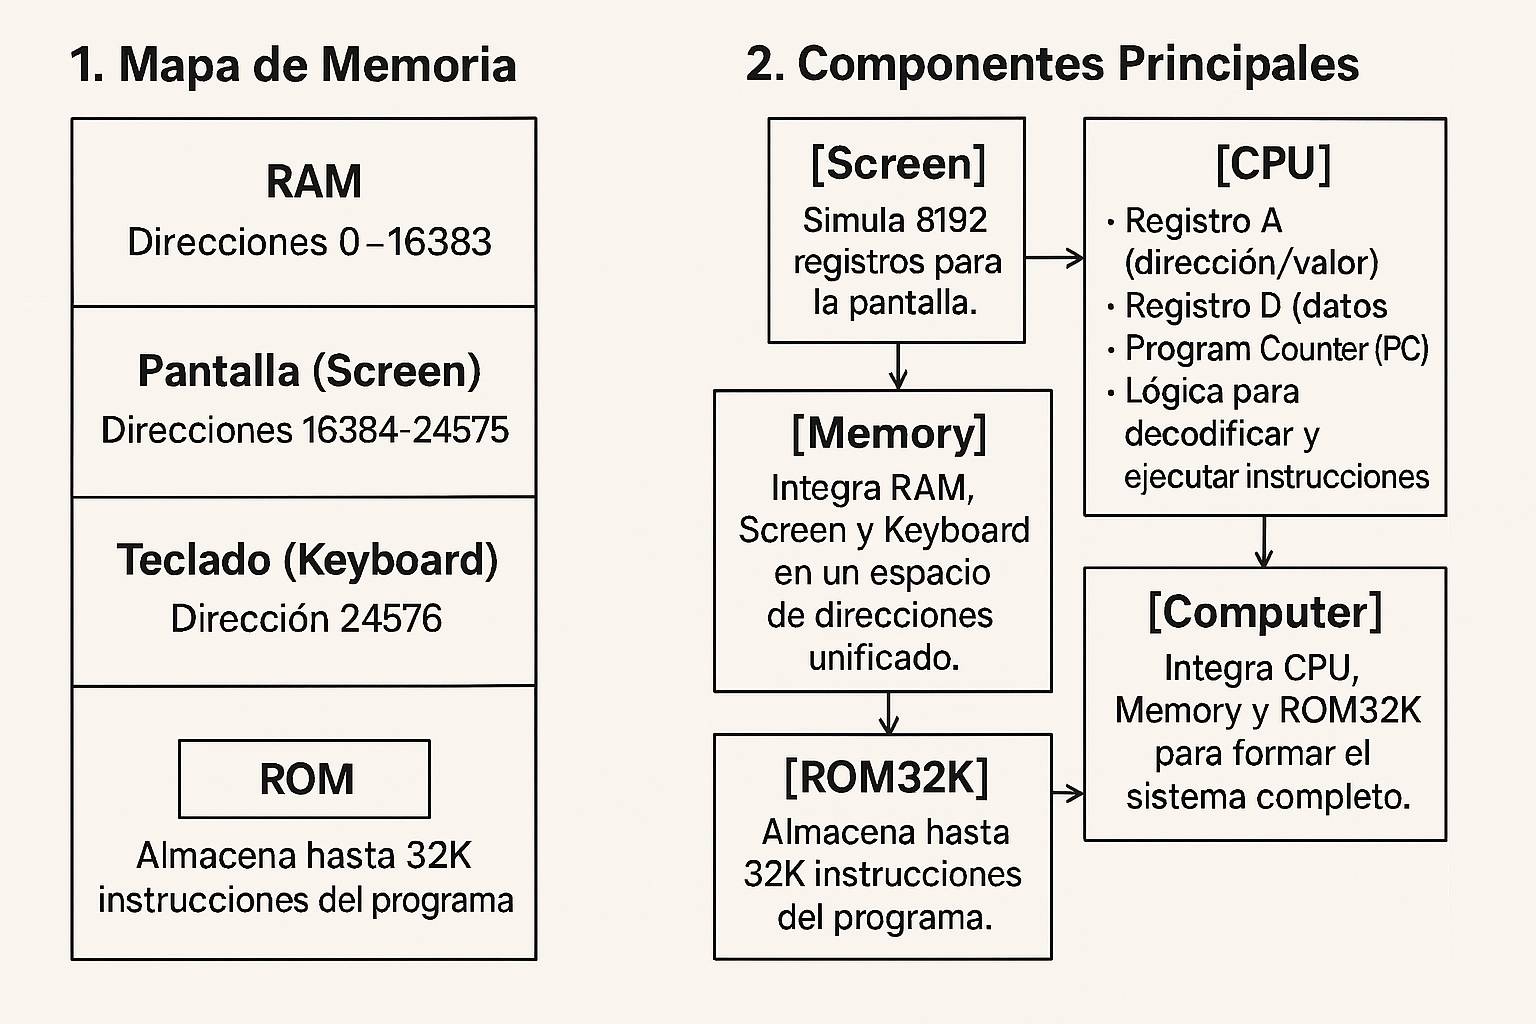 1. Mapa de Memoria
RAM
Direcciones 0–16383
Pantalla (Screen)
Direcciones 16384-24575
Teclado (Keyboard)
Dirección 24576
ROM
Almacena hasta 32K
instrucciones del programa
2. Componentes Principales
[Screen]
Simula 8192
registros para
la pantalla.
[Memory]
Integra RAM,
Screen y Keyboard
en un espacio
de direcciones
unificado.
[ROM32K]
Almacena hasta
32K instrucciones
del programa.
[CPU]
· Registro A
(dirección/valor)
· Registro D (datos
· Program Counter (PC)
· Lógica para
decodificar y
ejecutar instrucciones
[Computer]
Integra CPU,
Memory y ROM32K
para formar el
sistema completo.